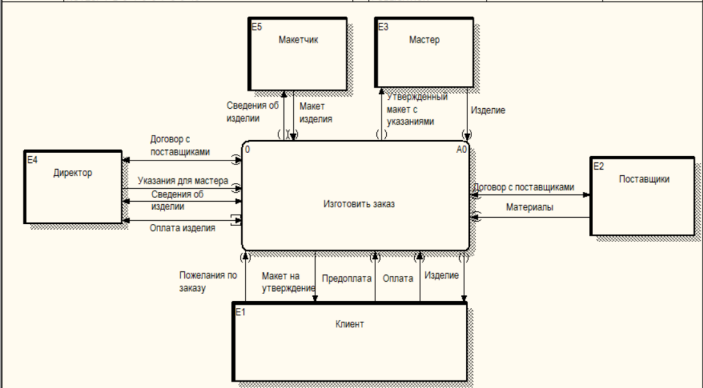 E5
Макетчик
E3
Мастер
Сведения об
изделии
Макет
изделия
Утвержденный
макет с
указаниями
Изделие
E4
Директор
Договор с
поставщиками
Указания для мастера
Сведения об
изделии
Оплата изделия
0
A0
Изготовить заказ
E2
Поставщики
Договор с поставщиками
Материалы
Пожелания по
заказу
Макет на
утверждение
Предоплата
Оплата
Изделие
E1
Клиент